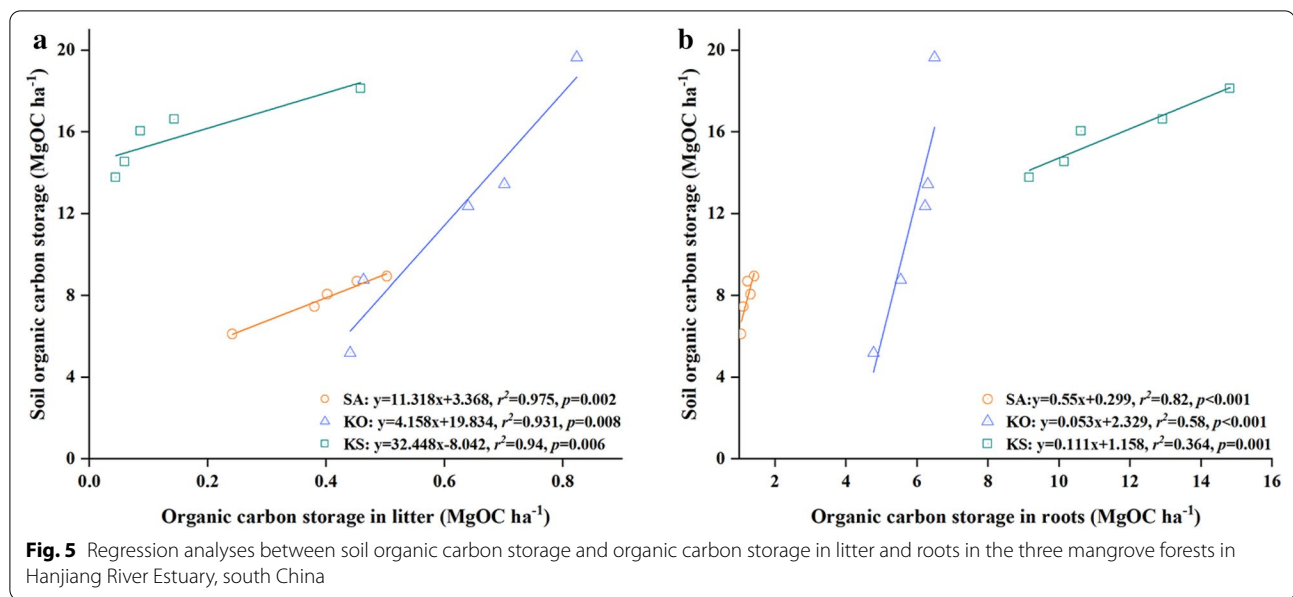 a
Soil organic carbon storage (MgOC ha⁻¹)
20
16
12
8
4
0
SA: y=11.318x+3.368, r²=0.975, p=0.002
KO: y=4.158x+19.834, r²=0.931, p=0.008
KS: y=32.448x-8.042, r²=0.94, p=0.006
0.0 0.2 0.4 0.6 0.8
Organic carbon storage in litter (MgOC ha⁻¹)
b
Soil organic carbon storage (MgOC ha⁻¹)
20
16
12
8
4
0
SA:y=0.55x+0.299, r²=0.82, p<0.001
KO: y=0.053x+2.329, r²=0.58, p<0.001
KS: y=0.111x+1.158, r²=0.364, p=0.001
2 4 6 8 10 12 14 16
Organic carbon storage in roots (MgOC ha⁻¹)
Fig. 5 Regression analyses between soil organic carbon storage and organic carbon storage in litter and roots in the three mangrove forests in
Hanjiang River Estuary, south China